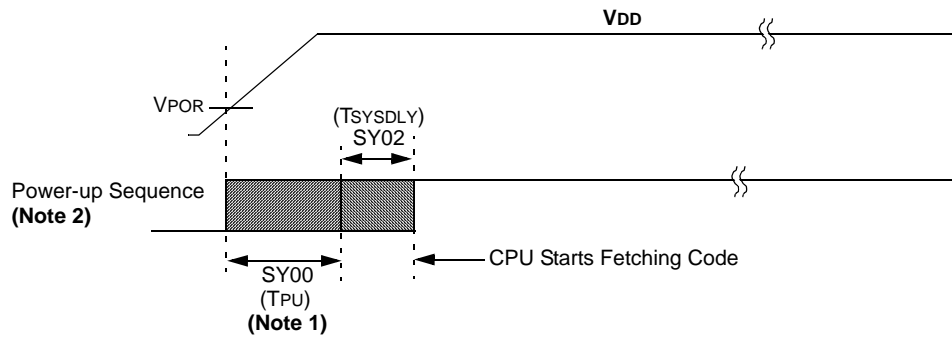 VDD
VPOR
(TSYSDLY)
SY02
Power-up Sequence
(Note 2)
CPU Starts Fetching Code
SY00
(TPU)
(Note 1)